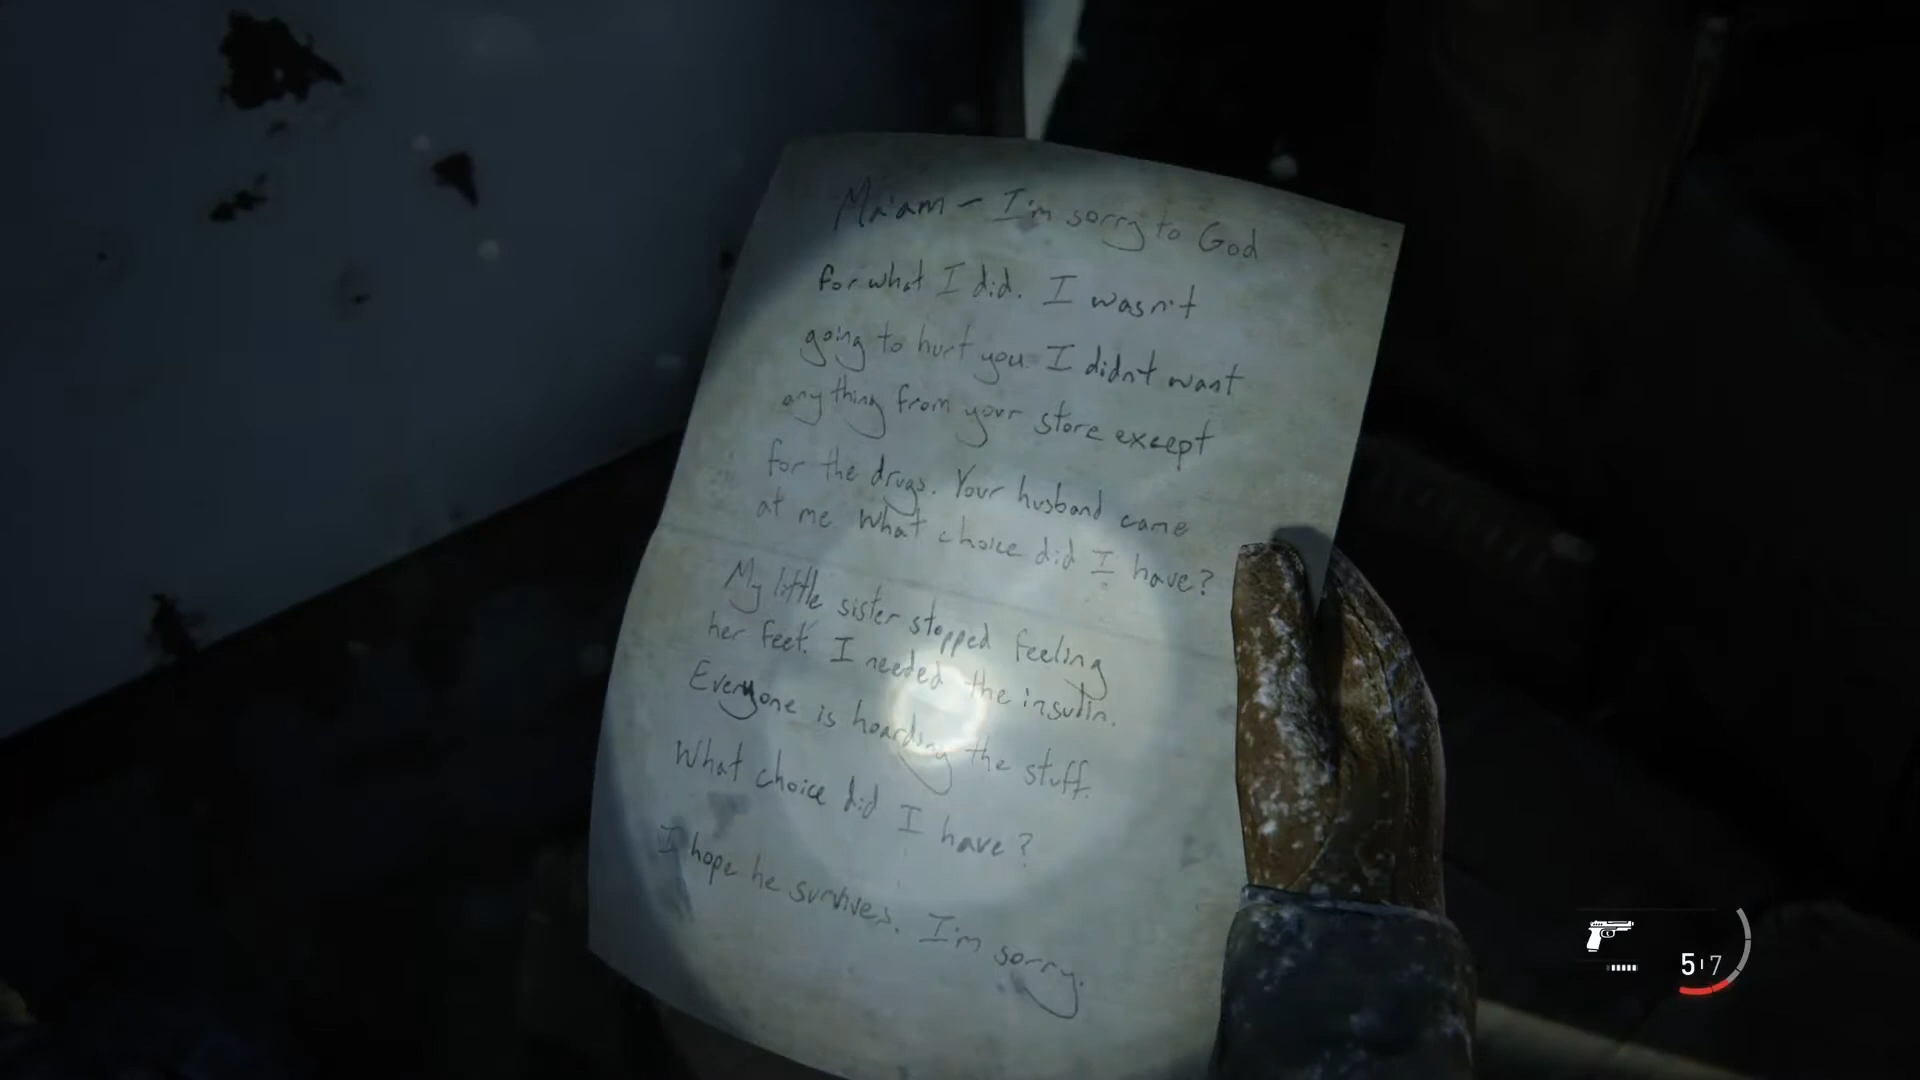 Ma'am - I'm sorry to God
for what I did. I wasn't
going to hurt you. I didn't want
anything from your store except
for the drugs. Your husband came
at me. What choice did I have?
My little sister stopped feeling
her feet. I needed the insulin.
Everyone is hoarding the stuff.
What choice did I have?
I hope he survives. I'm sorry.
5 7